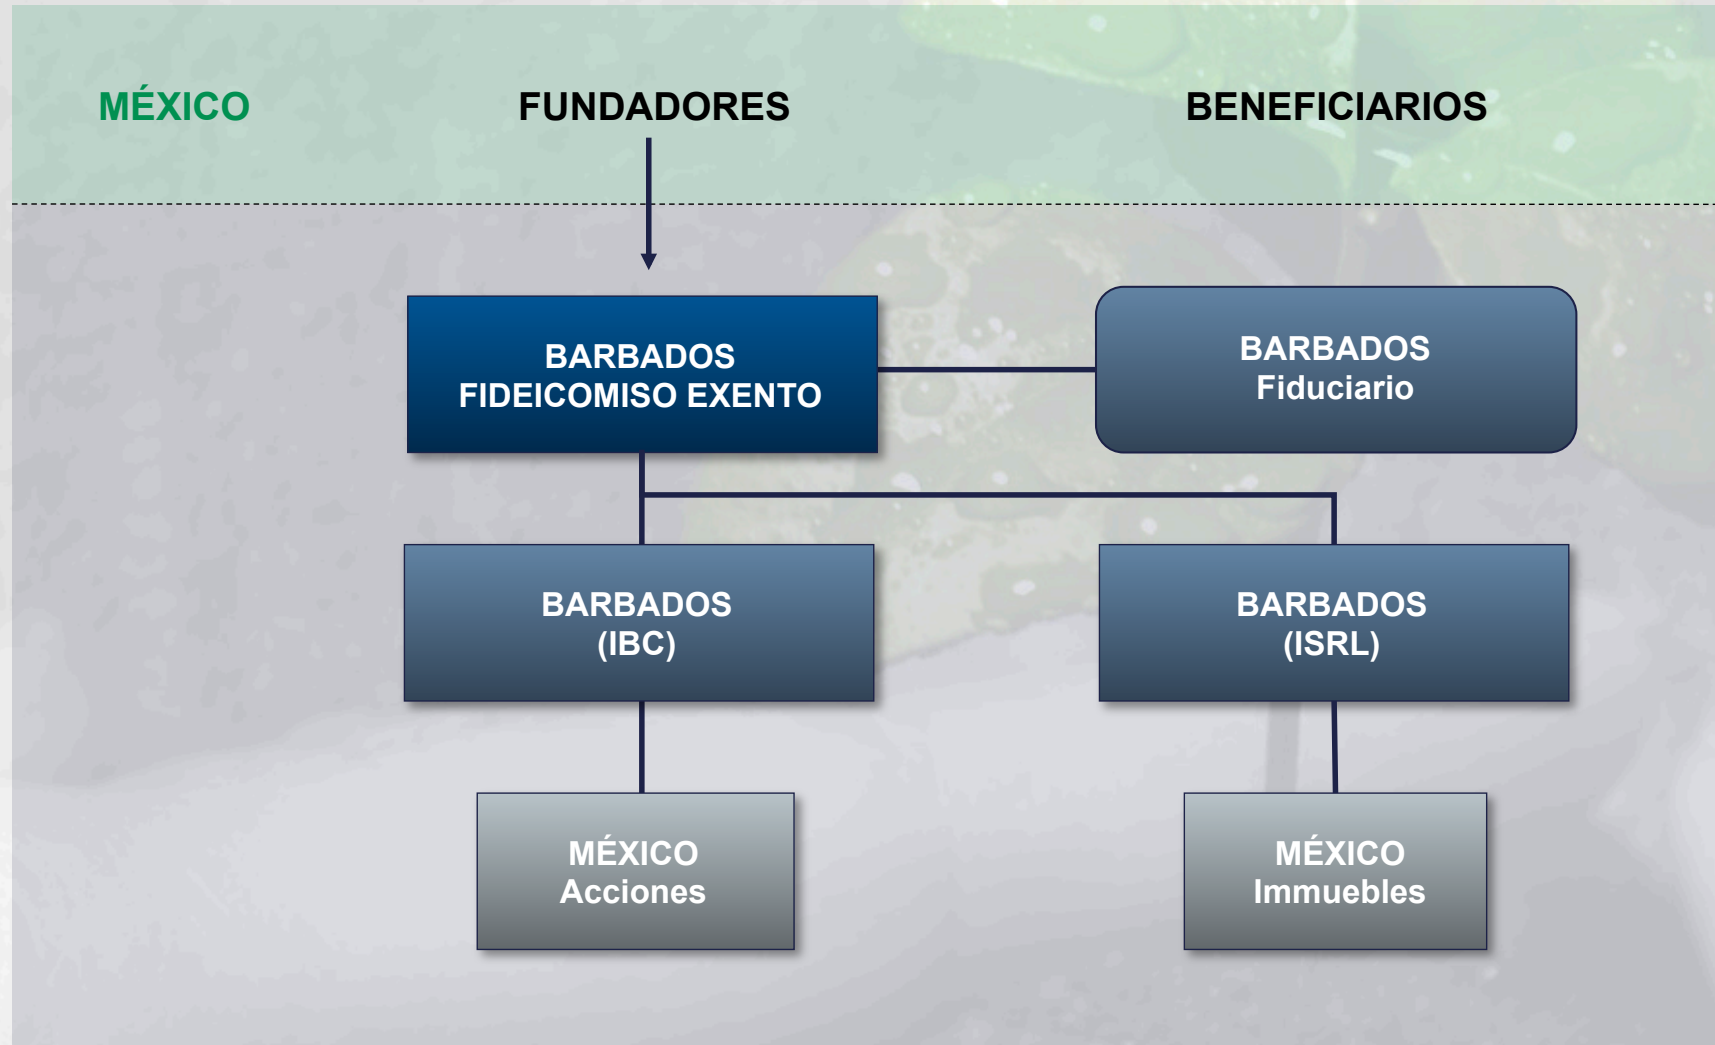 MÉXICO
FUNDADORES
BENEFICIARIOS
BARBADOS
FIDEICOMISO EXENTO
BARBADOS
Fiduciario
BARBADOS
(IBC)
BARBADOS
(ISRL)
MÉXICO
Acciones
MÉXICO
Immuebles